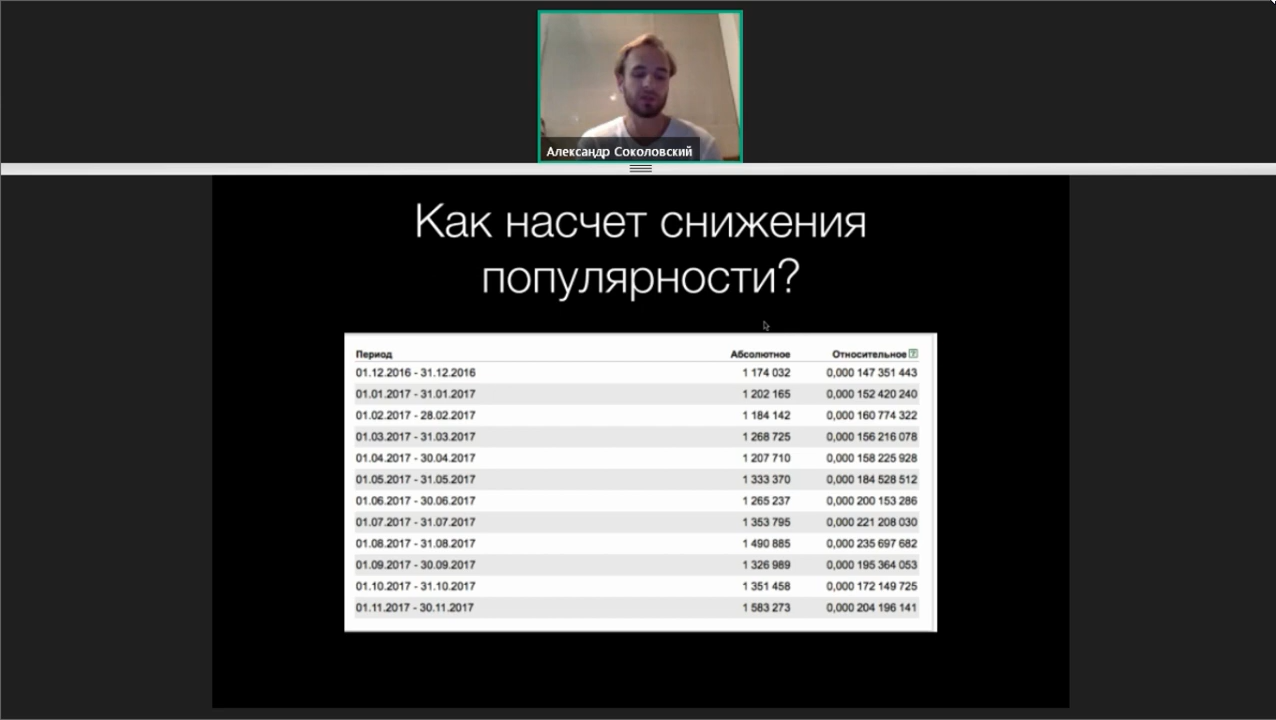 Александр Соколовский
Как насчет снижения
популярности?
Период Абсолютное Относительное ?
01.12.2016 - 31.12.2016 1 174 032 0,000 147 351 443
01.01.2017 - 31.01.2017 1 202 165 0,000 152 420 240
01.02.2017 - 28.02.2017 1 184 142 0,000 160 774 322
01.03.2017 - 31.03.2017 1 268 725 0,000 156 216 078
01.04.2017 - 30.04.2017 1 207 710 0,000 158 225 928
01.05.2017 - 31.05.2017 1 333 370 0,000 184 528 512
01.06.2017 - 30.06.2017 1 265 237 0,000 200 153 286
01.07.2017 - 31.07.2017 1 353 795 0,000 221 208 030
01.08.2017 - 31.08.2017 1 490 885 0,000 235 697 682
01.09.2017 - 30.09.2017 1 326 989 0,000 195 364 053
01.10.2017 - 31.10.2017 1 351 458 0,000 172 149 725
01.11.2017 - 30.11.2017 1 583 273 0,000 204 196 141